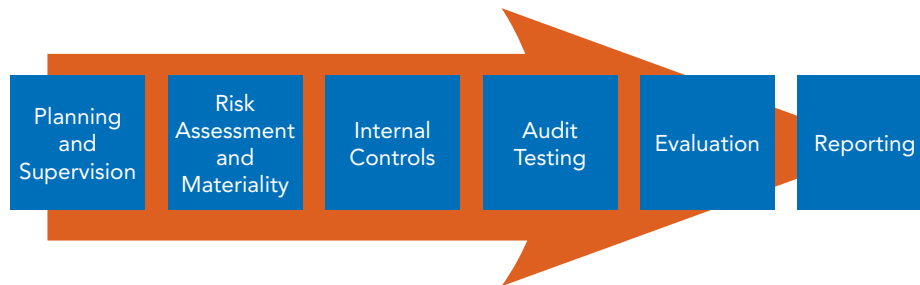 Planning
and
Supervision
Risk
Assessment
and
Materiality
Internal
Controls
Audit
Testing
Evaluation
Reporting